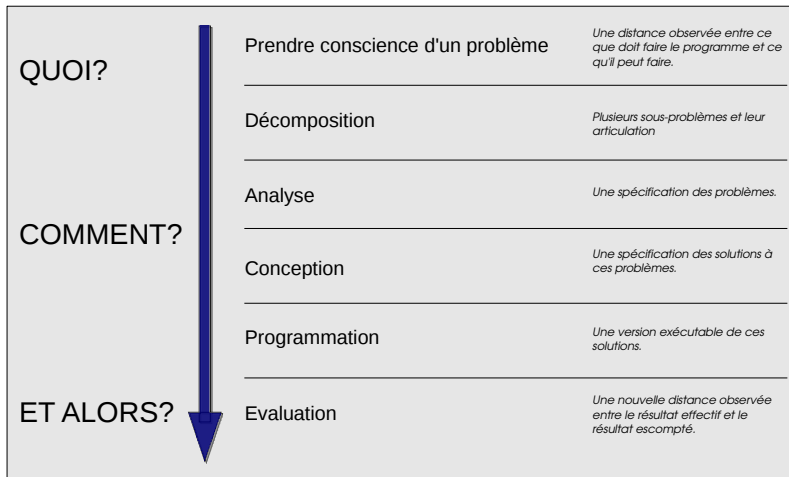 QUOI?
Prendre conscience d'un problème
Une distance observée entre ce
que doit faire le programme et ce
qu'il peut faire.
Décomposition
Plusieurs sous-problèmes et leur
articulation
COMMENT?
Analyse
Une spécification des problèmes.
Conception
Une spécification des solutions à
ces problèmes.
Programmation
Une version exécutable de ces
solutions.
ET ALORS?
Evaluation
Une nouvelle distance observée
entre le résultat effectif et le
résultat escompté.